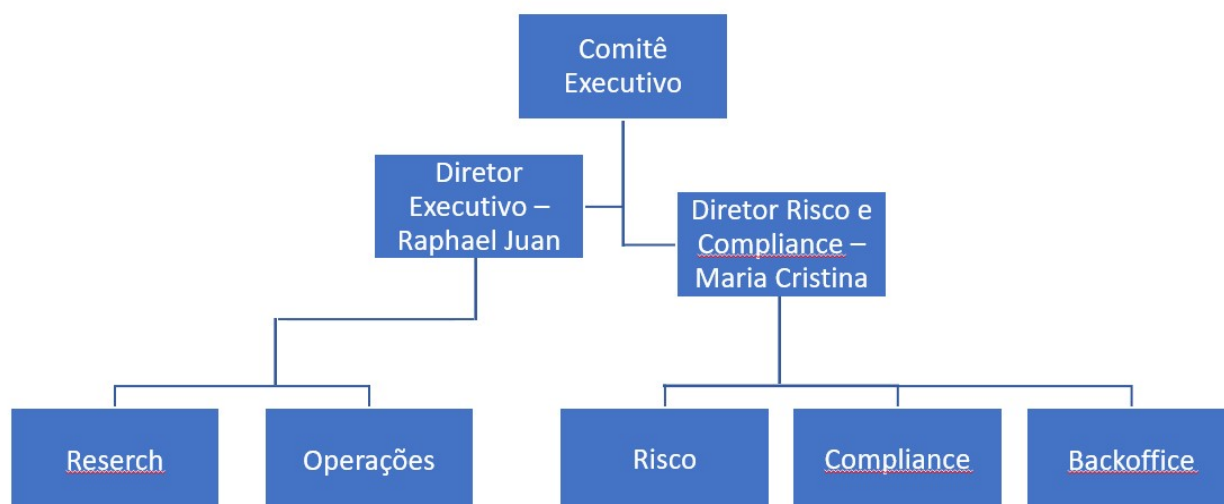 Comitê
Executivo
Diretor
Executivo –
Raphael Juan
Diretor Risco e
Compliance –
Maria Cristina
Reserch
Operações
Risco
Compliance
Backoffice